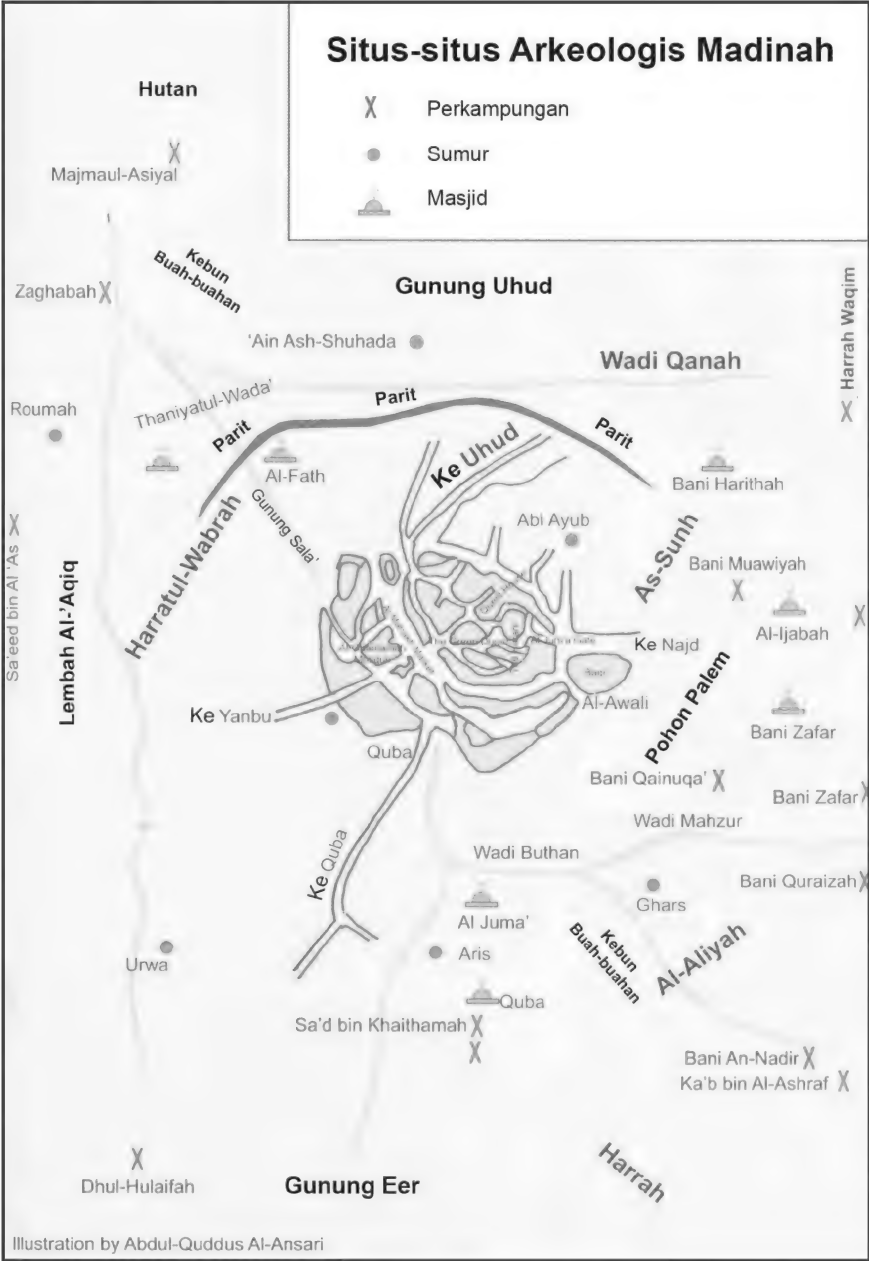 Situs-situs Arkeologis Madinah
Perkampungan
Sumur
Masjid
Hutan
Majmaul-Asiyal
Kebun
Buah-buahan
Gunung Uhud
Zaghabah
Harrah Waqim
'Ain Ash-Shuhada
Wadi Qanah
Thaniyatul-Wada'
Roumah
Parit
Parit
Parit
Ke Uhud
Al-Fath
Bani Harithah
Gunung Sala'
Abi Ayub
As-Sunh
Harratul-Wabrah
Sa'eed bin Al 'As
Lembah Al-'Aqiq
Bani Muawiyah
Al-Ijabah
Ke Najd
Al-Awali
Pohon Palem
Ke Yanbu
Bani Zafar
Quba
Bani Qainuqa'
Bani Zafar
Wadi Mahzur
Wadi Buthan
Ke Quba
Bani Quraizah
Ghars
Al Juma'
Kebun
Buah-buahan
Al-Aliyah
Aris
Urwa
Quba
Sa'd bin Khaithamah
Bani An-Nadir
Ka'b bin Al-Ashraf
Harrah
Dhul-Hulaifah
Gunung Eer
Illustration by Abdul-Quddus Al-Ansari